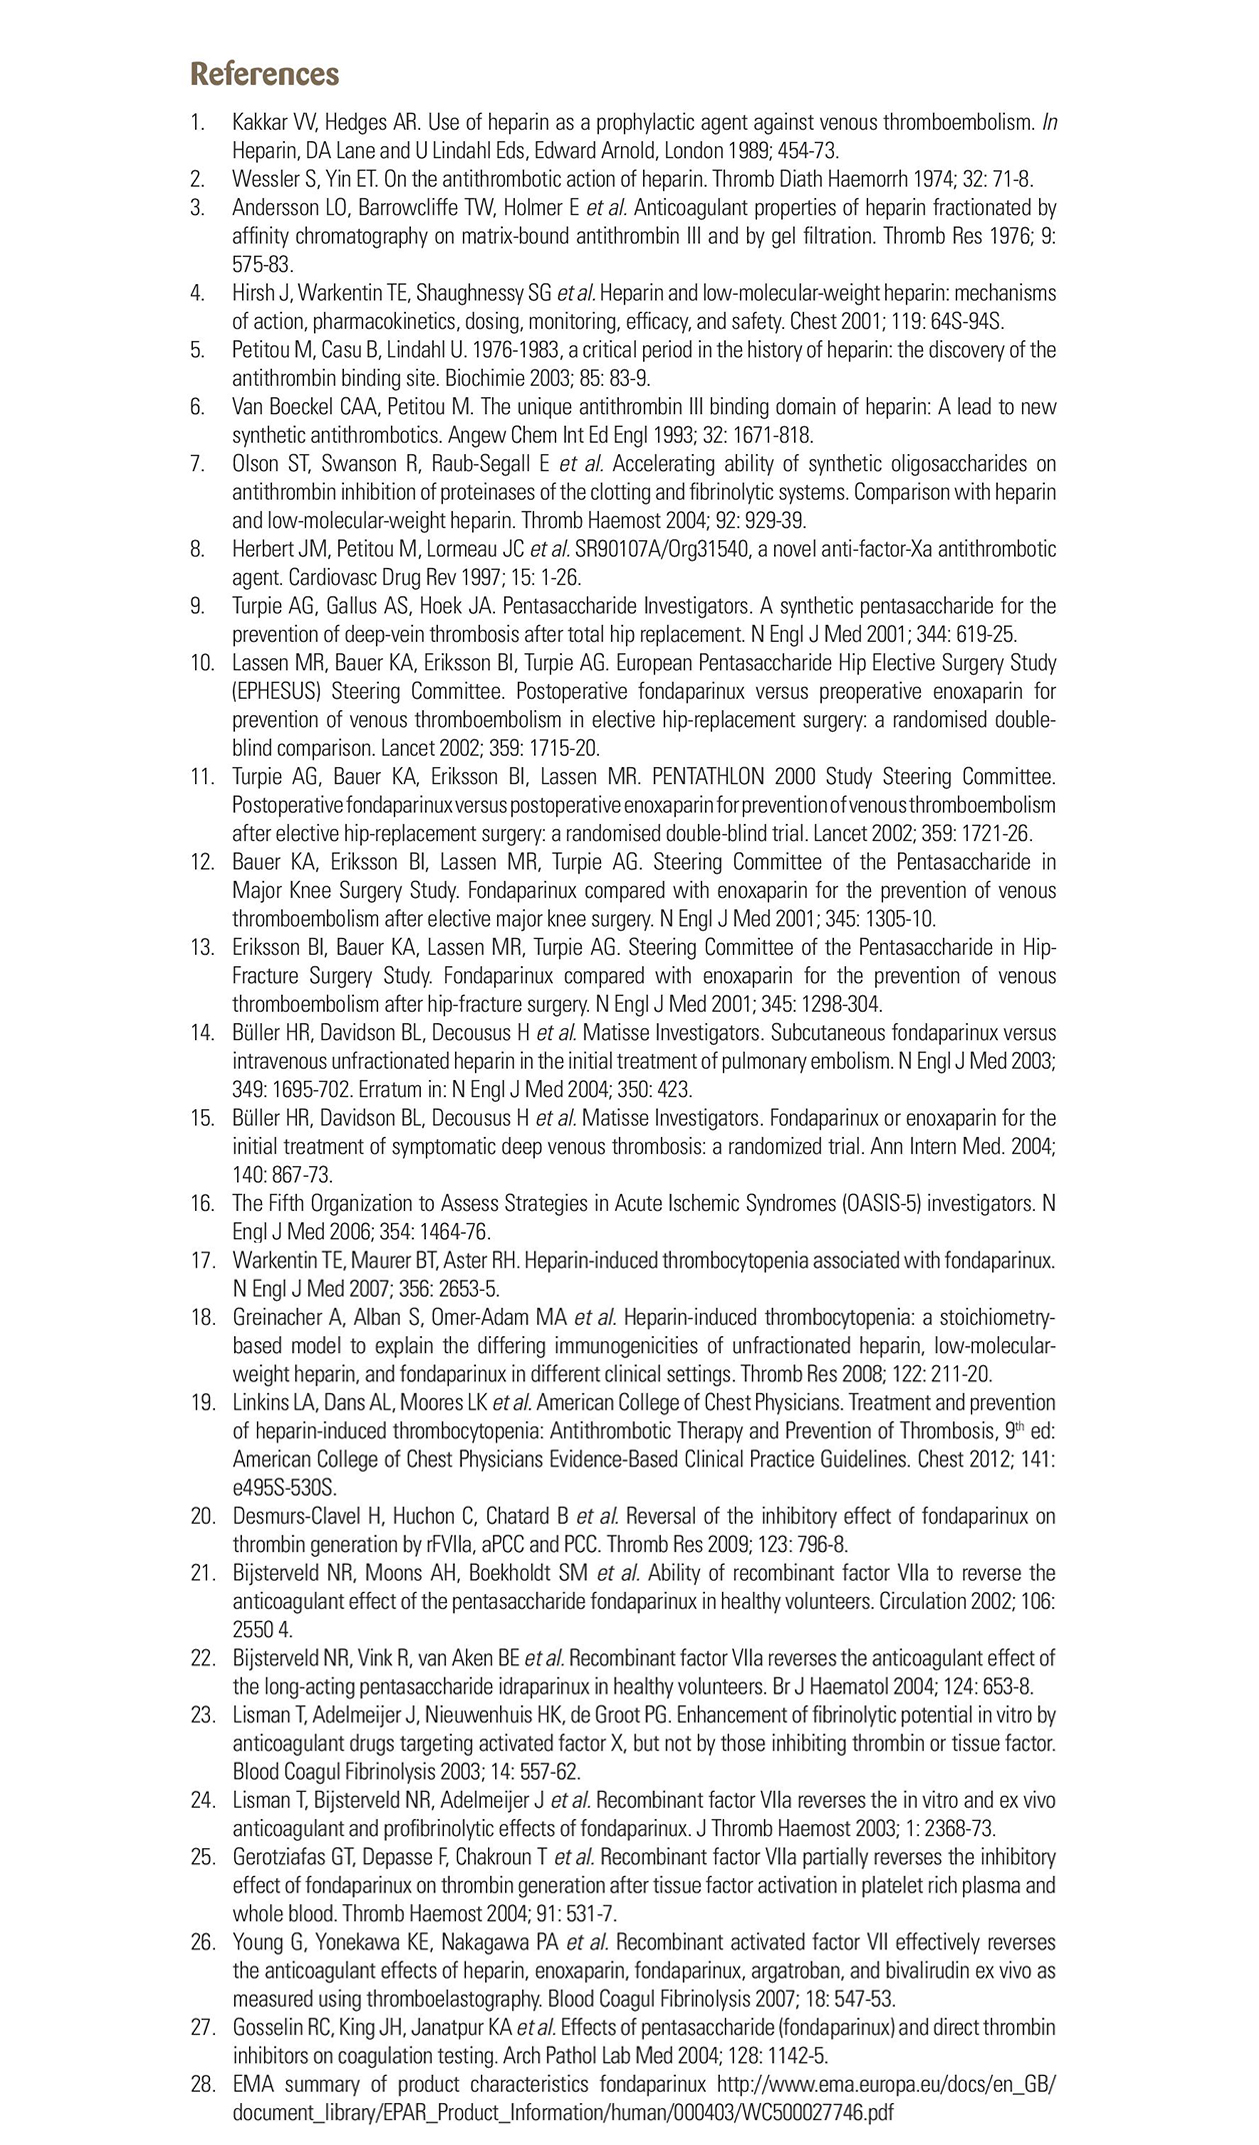 References
1. Kakkar VV, Hedges AR. Use of heparin as a prophylactic agent against venous thromboembolism. In
Heparin, DA Lane and U Lindahl Eds, Edward Arnold, London 1989; 454-73.
2. Wessler S, Yin ET. On the antithrombotic action of heparin. Thromb Diath Haemorrh 1974; 32: 71-8.
3. Andersson LO, Barrowcliffe TW, Holmer E et al. Anticoagulant properties of heparin fractionated by
affinity chromatography on matrix-bound antithrombin III and by gel filtration. Thromb Res 1976; 9:
575-83.
4. Hirsh J, Warkentin TE, Shaughnessy SG et al. Heparin and low-molecular-weight heparin: mechanisms
of action, pharmacokinetics, dosing, monitoring, efficacy, and safety. Chest 2001; 119: 64S-94S.
5. Petitou M, Casu B, Lindahl U. 1976-1983, a critical period in the history of heparin: the discovery of the
antithrombin binding site. Biochimie 2003; 85: 83-9.
6. Van Boeckel CAA, Petitou M. The unique antithrombin III binding domain of heparin: A lead to new
synthetic antithrombotics. Angew Chem Int Ed Engl 1993; 32: 1671-818.
7. Olson ST, Swanson R, Raub-Segall E et al. Accelerating ability of synthetic oligosaccharides on
antithrombin inhibition of proteinases of the clotting and fibrinolytic systems. Comparison with heparin
and low-molecular-weight heparin. Thromb Haemost 2004; 92: 929-39.
8. Herbert JM, Petitou M, Lormeau JC et al. SR90107A/Org31540, a novel anti-factor-Xa antithrombotic
agent. Cardiovasc Drug Rev 1997; 15: 1-26.
9. Turpie AG, Gallus AS, Hoek JA. Pentasaccharide Investigators. A synthetic pentasaccharide for the
prevention of deep-vein thrombosis after total hip replacement. N Engl J Med 2001; 344: 619-25.
10. Lassen MR, Bauer KA, Eriksson BI, Turpie AG. European Pentasaccharide Hip Elective Surgery Study
(EPHESUS) Steering Committee. Postoperative fondaparinux versus preoperative enoxaparin for
prevention of venous thromboembolism in elective hip-replacement surgery: a randomised double-
blind comparison. Lancet 2002; 359: 1715-20.
11. Turpie AG, Bauer KA, Eriksson BI, Lassen MR. PENTATHLON 2000 Study Steering Committee.
Postoperative fondaparinux versus postoperative enoxaparin for prevention of venous thromboembolism
after elective hip-replacement surgery: a randomised double-blind trial. Lancet 2002; 359: 1721-26.
12. Bauer KA, Eriksson BI, Lassen MR, Turpie AG. Steering Committee of the Pentasaccharide in
Major Knee Surgery Study. Fondaparinux compared with enoxaparin for the prevention of venous
thromboembolism after elective major knee surgery. N Engl J Med 2001; 345: 1305-10.
13. Eriksson BI, Bauer KA, Lassen MR, Turpie AG. Steering Committee of the Pentasaccharide in Hip-
Fracture Surgery Study. Fondaparinux compared with enoxaparin for the prevention of venous
thromboembolism after hip-fracture surgery. N Engl J Med 2001; 345: 1298-304.
14. Büller HR, Davidson BL, Decousus H et al. Matisse Investigators. Subcutaneous fondaparinux versus
intravenous unfractionated heparin in the initial treatment of pulmonary embolism. N Engl J Med 2003;
349: 1695-702. Erratum in: N Engl J Med 2004; 350: 423.
15. Büller HR, Davidson BL, Decousus H et al. Matisse Investigators. Fondaparinux or enoxaparin for the
initial treatment of symptomatic deep venous thrombosis: a randomized trial. Ann Intern Med. 2004;
140: 867-73.
16. The Fifth Organization to Assess Strategies in Acute Ischemic Syndromes (OASIS-5) investigators. N
Engl J Med 2006; 354: 1464-76.
17. Warkentin TE, Maurer BT, Aster RH. Heparin-induced thrombocytopenia associated with fondaparinux.
N Engl J Med 2007; 356: 2653-5.
18. Greinacher A, Alban S, Omer-Adam MA et al. Heparin-induced thrombocytopenia: a stoichiometry-
based model to explain the differing immunogenicities of unfractionated heparin, low-molecular-
weight heparin, and fondaparinux in different clinical settings. Thromb Res 2008; 122: 211-20.
19. Linkins LA, Dans AL, Moores LK et al. American College of Chest Physicians. Treatment and prevention
of heparin-induced thrombocytopenia: Antithrombotic Therapy and Prevention of Thrombosis, 9th ed:
American College of Chest Physicians Evidence-Based Clinical Practice Guidelines. Chest 2012; 141:
e495S-530S.
20. Desmurs-Clavel H, Huchon C, Chatard B et al. Reversal of the inhibitory effect of fondaparinux on
thrombin generation by rFVIIa, aPCC and PCC. Thromb Res 2009; 123: 796-8.
21. Bijsterveld NR, Moons AH, Boekholdt SM et al. Ability of recombinant factor VIIa to reverse the
anticoagulant effect of the pentasaccharide fondaparinux in healthy volunteers. Circulation 2002; 106:
2550 4.
22. Bijsterveld NR, Vink R, van Aken BE et al. Recombinant factor VIIa reverses the anticoagulant effect of
the long-acting pentasaccharide idraparinux in healthy volunteers. Br J Haematol 2004; 124: 653-8.
23. Lisman T, Adelmeijer J, Nieuwenhuis HK, de Groot PG. Enhancement of fibrinolytic potential in vitro by
anticoagulant drugs targeting activated factor X, but not by those inhibiting thrombin or tissue factor.
Blood Coagul Fibrinolysis 2003; 14: 557-62.
24. Lisman T, Bijsterveld NR, Adelmeijer J et al. Recombinant factor VIIa reverses the in vitro and ex vivo
anticoagulant and profibrinolytic effects of fondaparinux. J Thromb Haemost 2003; 1: 2368-73.
25. Gerotziafas GT, Depasse F, Chakroun T et al. Recombinant factor VIIa partially reverses the inhibitory
effect of fondaparinux on thrombin generation after tissue factor activation in platelet rich plasma and
whole blood. Thromb Haemost 2004; 91: 531-7.
26. Young G, Yonekawa KE, Nakagawa PA et al. Recombinant activated factor VII effectively reverses
the anticoagulant effects of heparin, enoxaparin, fondaparinux, argatroban, and bivalirudin ex vivo as
measured using thromboelastography. Blood Coagul Fibrinolysis 2007; 18: 547-53.
27. Gosselin RC, King JH, Janatpur KA et al. Effects of pentasaccharide (fondaparinux) and direct thrombin
inhibitors on coagulation testing. Arch Pathol Lab Med 2004; 128: 1142-5.
28. EMA summary of product characteristics fondaparinux http://www.ema.europa.eu/docs/en_GB/
document_library/EPAR_Product_Information/human/000403/WC500027746.pdf